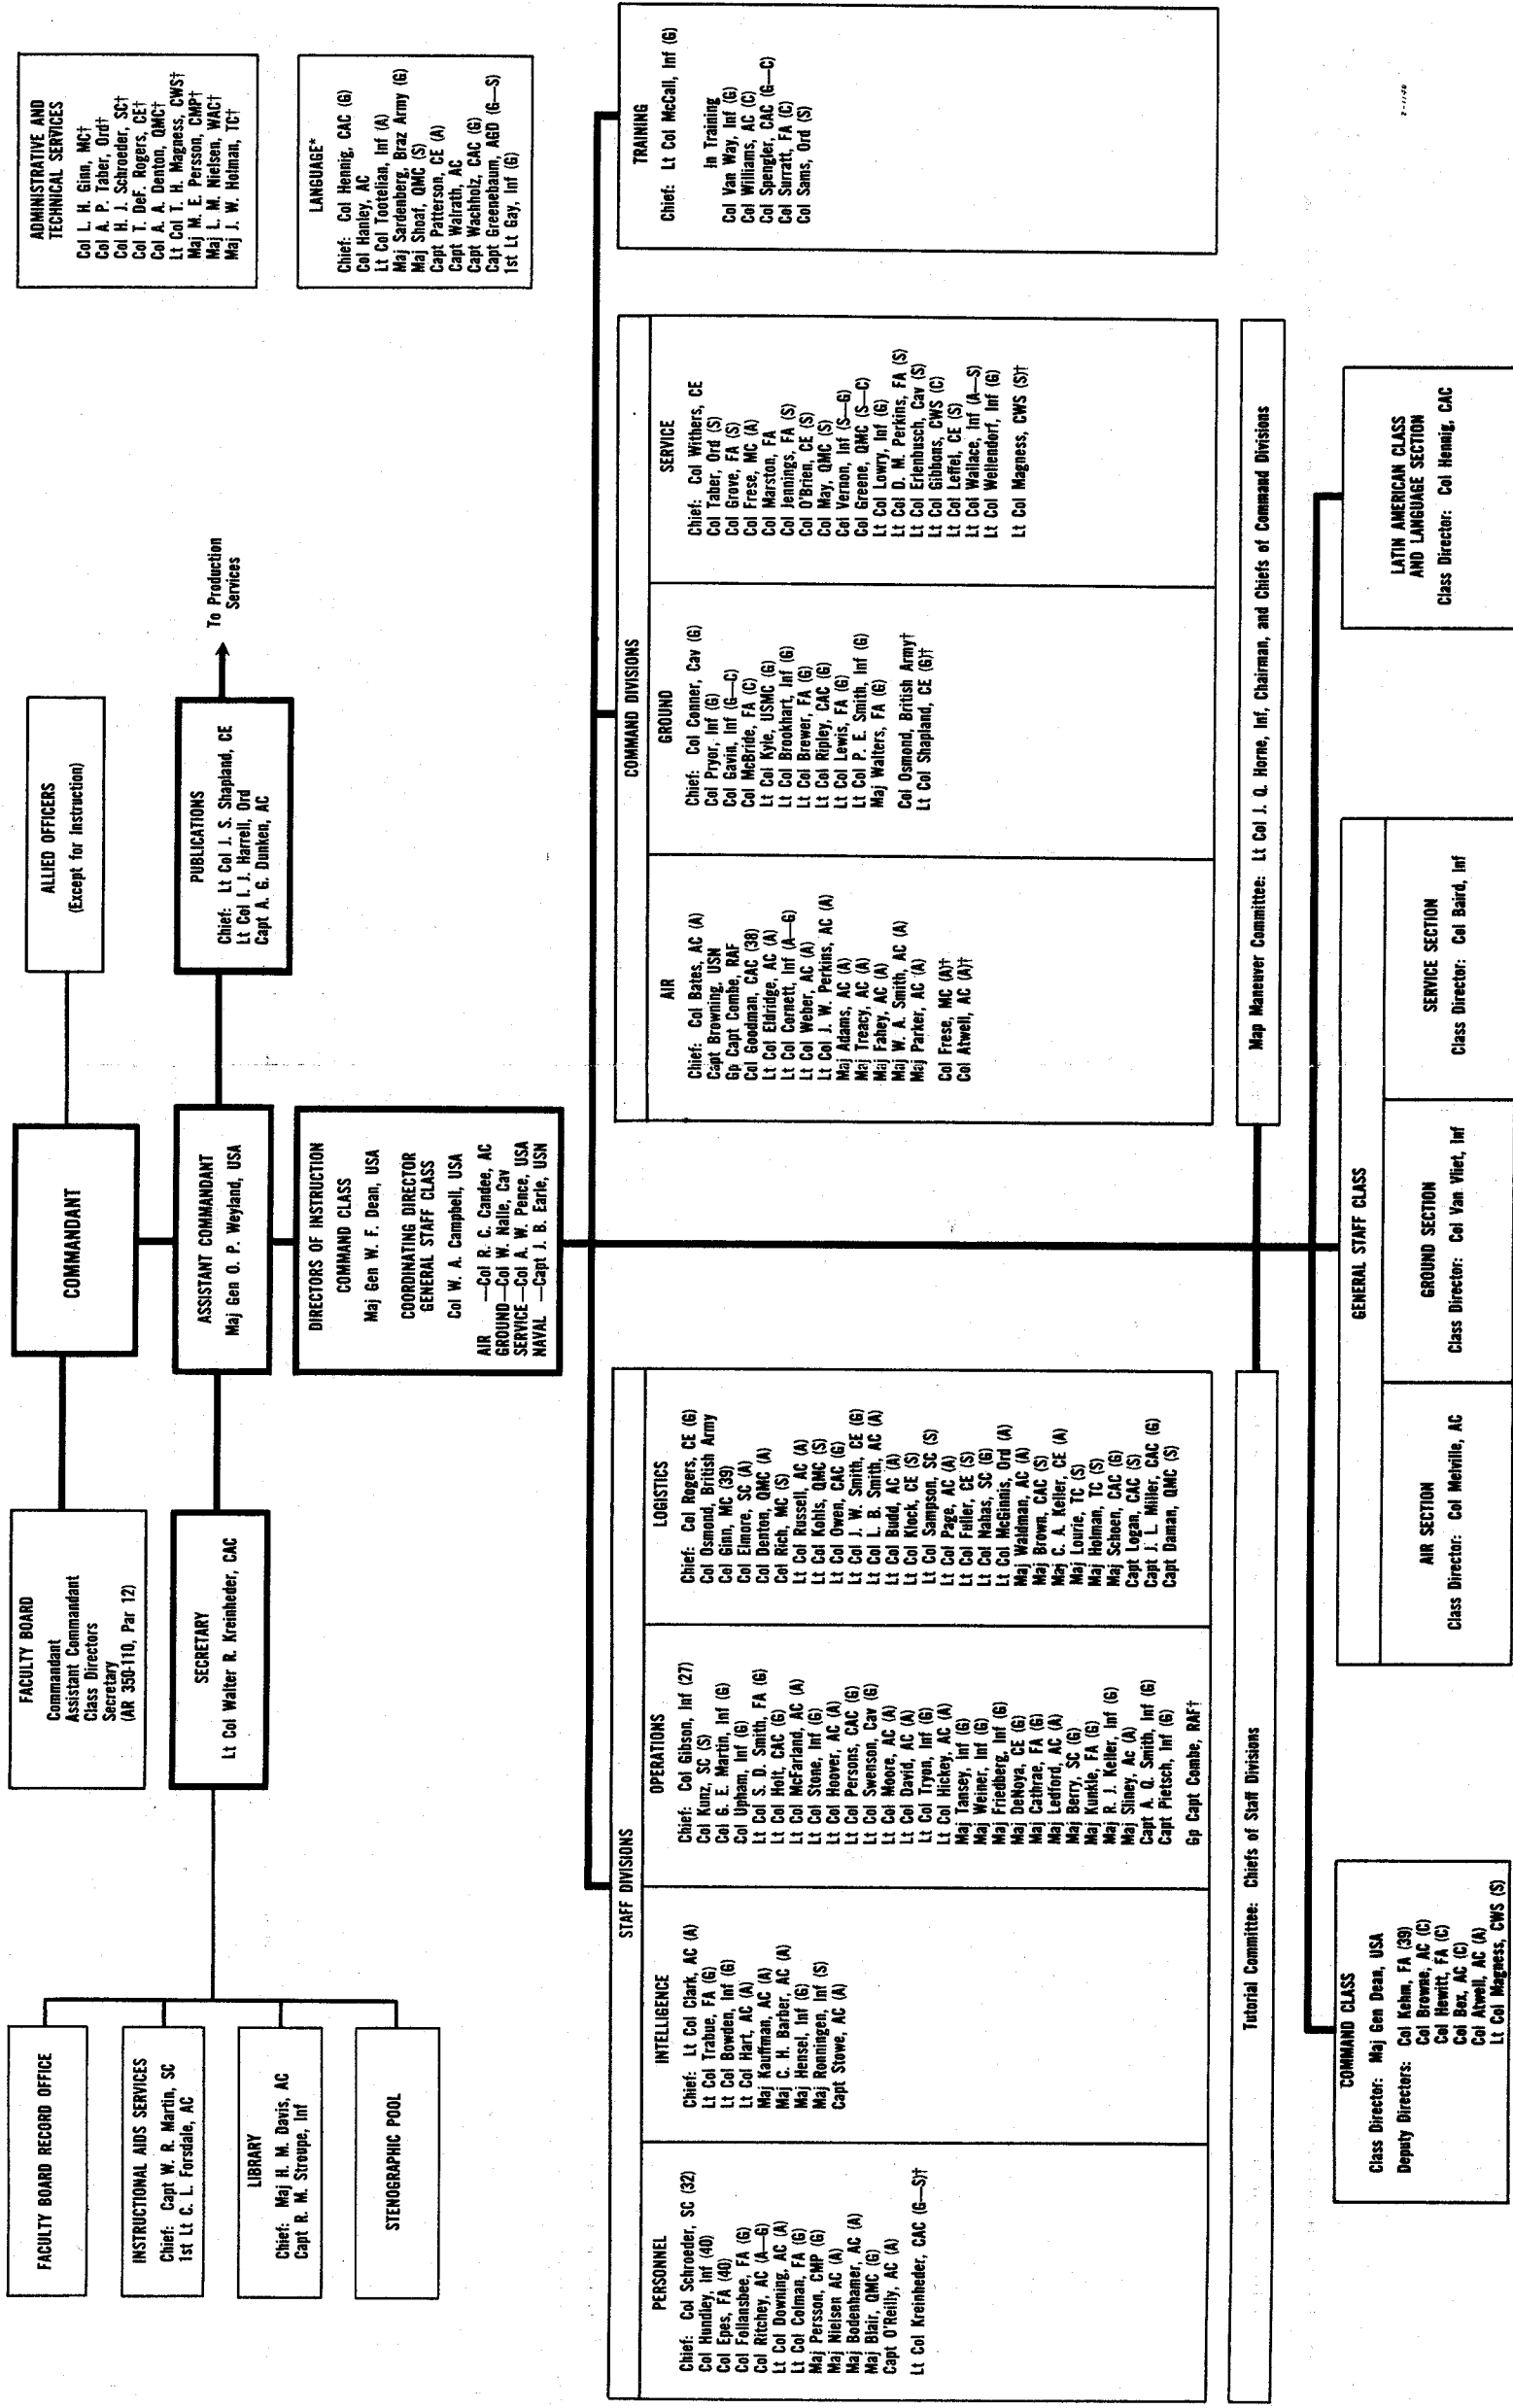 COMMANDANT
ALLIED OFFICERS
(Except for Instruction)
ADMINISTRATIVE AND
TECHNICAL SERVICES
Col L. H. Ginn, MC†
Col A. P. Taber, Ord†
Col H. J. Schroeder, SC†
Col T. DeF. Rogers, CE†
Col A. A. Denton, QMC†
Lt Col T. H. Magness, CWS†
Maj M. E. Persson, CMP†
Maj L. M. Nielsen, WAC†
Maj J. W. Holman, TC†
FACULTY BOARD
Commandant
Assistant Commandant
Class Directors
Secretary
(AR 350-110, Par 12)
ASSISTANT COMMANDANT
Maj Gen O. P. Weyland, USA
PUBLICATIONS
Chief: Lt Col J. S. Shapland, CE
Lt Col I. J. Harrell, Ord
Capt A. G. Dunken, AC
To Production
Services
SECRETARY
Lt Col Walter R. Kreinheder, CAC
FACULTY BOARD RECORD OFFICE
INSTRUCTIONAL AIDS SERVICES
Chief: Capt W. R. Martin, SC
1st Lt C. L. Forsdale, AC
LIBRARY
Chief: Maj H. M. Davis, AC
Capt R. M. Stroupe, Inf
STENOGRAPHIC POOL
DIRECTORS OF INSTRUCTION
COMMAND CLASS
Maj Gen W. F. Dean, USA
COORDINATING DIRECTOR
GENERAL STAFF CLASS
Col W. A. Campbell, USA
AIR —Col R. C. Candee, AC
GROUND—Col W. Nalle, Cav
SERVICE—Col A. W. Pence, USA
NAVAL —Capt J. B. Earle, USN
LANGUAGE*
Chief: Col Hennig, CAC (G)
Col Hanley, AC
Lt Col Tootelian, Inf (A)
Maj Sardenberg, Braz Army (G)
Maj Shoaf, QMC (S)
Capt Patterson, CE (A)
Capt Walrath, AC
Capt Wachholz, CAC (G)
Capt Greenebaum, AGD (G—S)
1st Lt Gay, Inf (G)
STAFF DIVISIONS
PERSONNEL
Chief: Col Schroeder, SC (32)
Col Hundley, Inf (40)
Col Epes, FA (40)
Col Follansbee, FA (G)
Col Ritchey, AC (A—G)
Lt Col Downing, AC (A)
Lt Col Colman, FA (G)
Maj Persson, CMP (G)
Maj Nielsen AC (A)
Maj Bodenhamer, AC (A)
Maj Blair, QMC (G)
Capt O'Reilly, AC (A)
Lt Col Kreinheder, CAC (G—S)†
INTELLIGENCE
Chief: Lt Col Clark, AC (A)
Lt Col Trabue, FA (G)
Lt Col Bowden, Inf (G)
Lt Col Hart, AC (A)
Maj Kauffman, AC (A)
Maj C. H. Barber, AC (A)
Maj Hensel, Inf (G)
Maj Ronningen, Inf (S)
Capt Stowe, AC (A)
OPERATIONS
Chief: Col Gibson, Inf (27)
Col Kunz, SC (S)
Col G. E. Martin, Inf (G)
Col Upham, Inf (G)
Lt Col S. D. Smith, FA (G)
Lt Col Holt, CAC (G)
Lt Col McFarland, AC (A)
Lt Col Stone, Inf (G)
Lt Col Hoover, AC (A)
Lt Col Persons, CAC (G)
Lt Col Swenson, Cav (G)
Lt Col Moore, AC (A)
Lt Col David, AC (A)
Lt Col Tryon, Inf (G)
Lt Col Hickey, AC (A)
Maj Tansey, Inf (G)
Maj Weiner, Inf (G)
Maj Friedberg, Inf (G)
Maj DeNoya, CE (G)
Maj Cathrae, FA (G)
Maj Ledford, AC (A)
Maj Berry, SC (G)
Maj Kunkle, FA (G)
Maj R. J. Keller, Inf (G)
Maj Sliney, Ac (A)
Capt A. Q. Smith, Inf (G)
Capt Pietsch, Inf (G)
Gp Capt Combe, RAF†
LOGISTICS
Chief: Col Rogers, CE (G)
Col Osmond, British Army
Col Ginn, MC (39)
Col Elmore, SC (A)
Col Denton, QMC (A)
Col Rich, MC (S)
Lt Col Russell, AC (A)
Lt Col Kohls, QMC (S)
Lt Col Owen, CAC (G)
Lt Col J. W. Smith, CE (G)
Lt Col L. B. Smith, AC (A)
Lt Col Budd, AC (A)
Lt Col Klock, CE (S)
Lt Col Sampson, SC (S)
Lt Col Page, AC (A)
Lt Col Fuller, CE (S)
Lt Col Nahas, SC (G)
Lt Col McGinnis, Ord (A)
Maj Waldman, AC (A)
Maj Brown, CAC (S)
Maj C. A. Keller, CE (A)
Maj Lourie, TC (S)
Maj Holman, TC (S)
Maj Schoen, CAC (G)
Capt Logan, CAC (S)
Capt J. L. Miller, CAC (G)
Capt Daman, QMC (S)
Tutorial Committee: Chiefs of Staff Divisions
COMMAND DIVISIONS
AIR
Chief: Col Bates, AC (A)
Capt Browning, USN
Gp Capt Combe, RAF
Col Goodman, CAC (38)
Lt Col Eldridge, AC (A)
Lt Col Cornett, Inf (A—G)
Lt Col Weber, AC (A)
Lt Col J. W. Perkins, AC (A)
Maj Adams, AC (A)
Maj Treacy, AC (A)
Maj Fahey, AC (A)
Maj W. A. Smith, AC (A)
Maj Parker, AC (A)
Col Frese, MC (A)†
Col Atwell, AC (A)†
GROUND
Chief: Col Conner, Cav (G)
Col Pryor, Inf (G)
Col Gavin, Inf (G—C)
Col McBride, FA (C)
Lt Col Kyle, USMC (G)
Lt Col Brookhart, Inf (G)
Lt Col Brewer, FA (G)
Lt Col Ripley, CAC (G)
Lt Col Lewis, FA (G)
Lt Col P. E. Smith, Inf (G)
Maj Walters, FA (G)
Col Osmond, British Army†
Lt Col Shapland, CE (G)†
SERVICE
Chief: Col Withers, CE
Col Taber, Ord (S)
Col Grove, FA (S)
Col Frese, MC (A)
Col Marston, FA
Col Jennings, FA (S)
Col O'Brien, CE (S)
Col May, QMC (S)
Col Vernon, Inf (S—G)
Col Greene, QMC (S—C)
Lt Col Lowry, Inf (G)
Lt Col D. M. Perkins, FA (S)
Lt Col Erlenbusch, Cav (S)
Lt Col Gibbons, CWS (C)
Lt Col Leffel, CE (S)
Lt Col Wallace, Inf (A—S)
Lt Col Wellendorf, Inf (G)
Lt Col Magness, CWS (S)†
Map Maneuver Committee: Lt Col J. Q. Horne, Inf, Chairman, and Chiefs of Command Divisions
TRAINING
Chief: Lt Col McCall, Inf (G)
In Training
Col Van Way, Inf (G)
Col Williams, AC (C)
Col Spengler, CAC (G—C)
Col Surratt, FA (C)
Col Sams, Ord (S)
COMMAND CLASS
Class Director: Maj Gen Dean, USA
Deputy Directors: Col Kehm, FA (39)
Col Browne, AC (C)
Col Hewitt, FA (C)
Col Bex, AC (C)
Col Atwell, AC (A)
Lt Col Magness, CWS (S)
GENERAL STAFF CLASS
AIR SECTION
Class Director: Col Melville, AC
GROUND SECTION
Class Director: Col Van Vliet, Inf
SERVICE SECTION
Class Director: Col Baird, Inf
LATIN AMERICAN CLASS
AND LANGUAGE SECTION
Class Director: Col Hennig, CAC